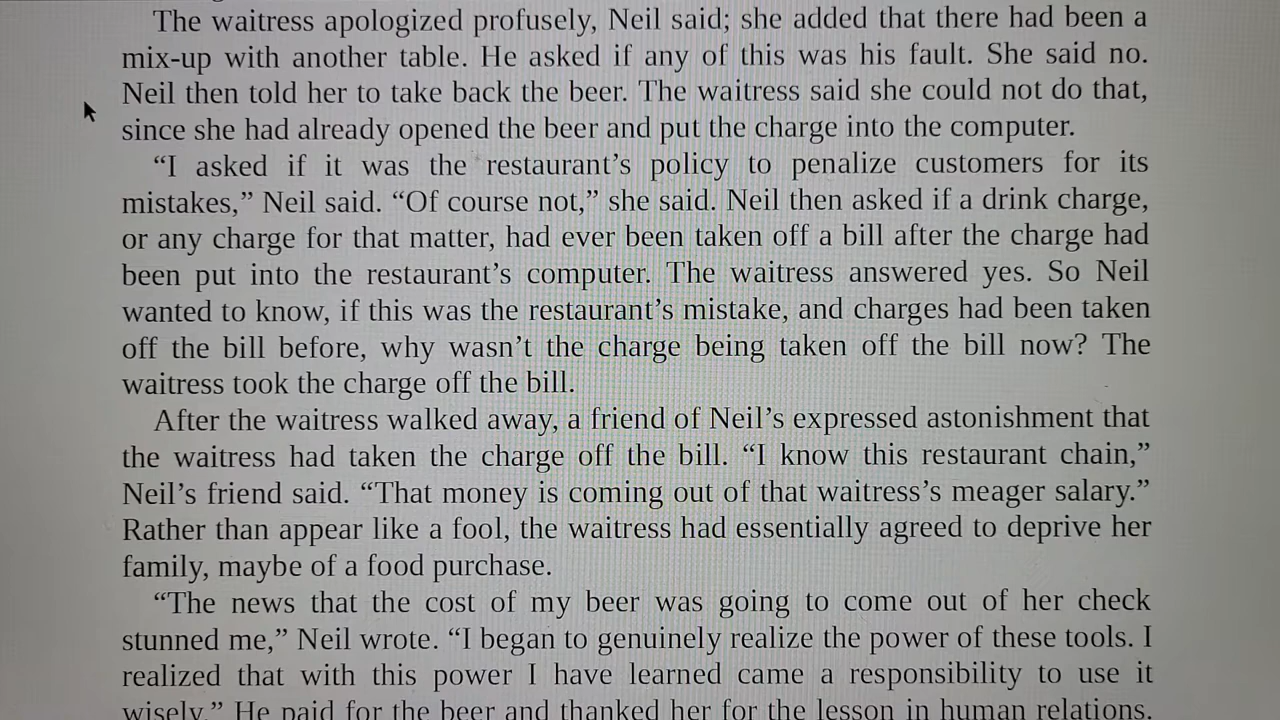 The waitress apologized profusely, Neil said; she added that there had been a
mix-up with another table. He asked if any of this was his fault. She said no.
Neil then told her to take back the beer. The waitress said she could not do that,
since she had already opened the beer and put the charge into the computer.
“I asked if it was the restaurant’s policy to penalize customers for its
mistakes,” Neil said. “Of course not,” she said. Neil then asked if a drink charge,
or any charge for that matter, had ever been taken off a bill after the charge had
been put into the restaurant’s computer. The waitress answered yes. So Neil
wanted to know, if this was the restaurant’s mistake, and charges had been taken
off the bill before, why wasn’t the charge being taken off the bill now? The
waitress took the charge off the bill.
After the waitress walked away, a friend of Neil’s expressed astonishment that
the waitress had taken the charge off the bill. “I know this restaurant chain,”
Neil’s friend said. “That money is coming out of that waitress’s meager salary.”
Rather than appear like a fool, the waitress had essentially agreed to deprive her
family, maybe of a food purchase.
“The news that the cost of my beer was going to come out of her check
stunned me,” Neil wrote. “I began to genuinely realize the power of these tools. I
realized that with this power I have learned came a responsibility to use it
wisely.” He paid for the beer and thanked her for the lesson in human relations.